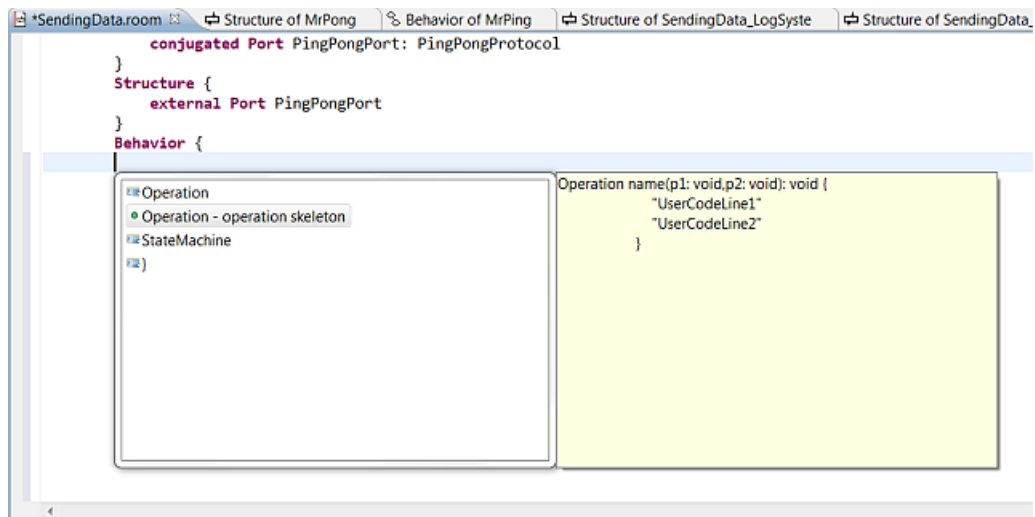 *SendingData.room
Structure of MrPong
Behavior of MrPing
Structure of SendingData_LogSyste
Structure of SendingData_
conjugated Port PingPongPort: PingPongProtocol
}
Structure {
external Port PingPongPort
}
Behavior {
Operation
Operation - operation skeleton
StateMachine
}
Operation name(p1: void,p2: void): void {
"UserCodeLine1"
"UserCodeLine2"
}